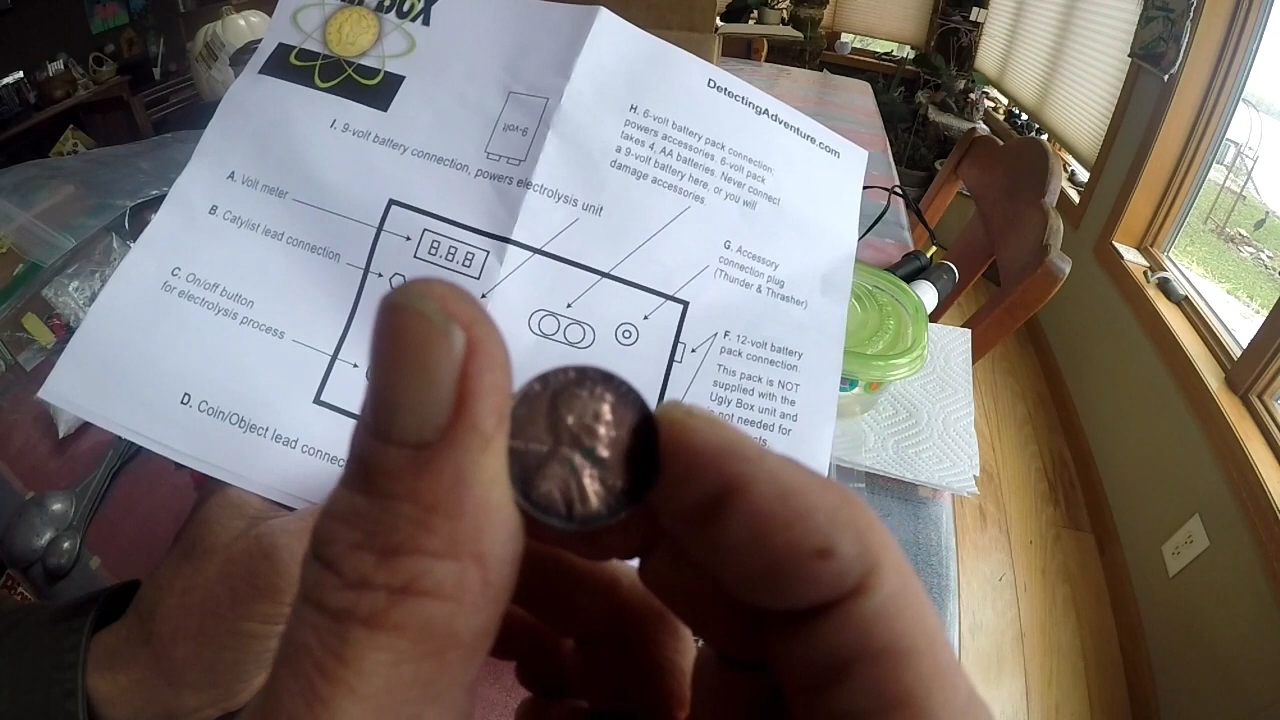 Box
DetectingAdventure.com
9-volt
I. 9-volt battery connection, powers electrolysis unit
H. 6-volt battery pack connection;
powers accessories. 6-volt pack
takes 4, AA batteries. Never connect
a 9-volt battery here, or you will
damage accessories.
A. Volt meter
B. Catylist lead connection
C. On/off button
for electrolysis process
8.8.8
G. Accessory
connection plug
(Thunder & Thrasher)
F. 12-volt battery
pack connection.
This pack is NOT
supplied with the
Ugly Box unit and
is not needed for
D. Coin/Object lead connec